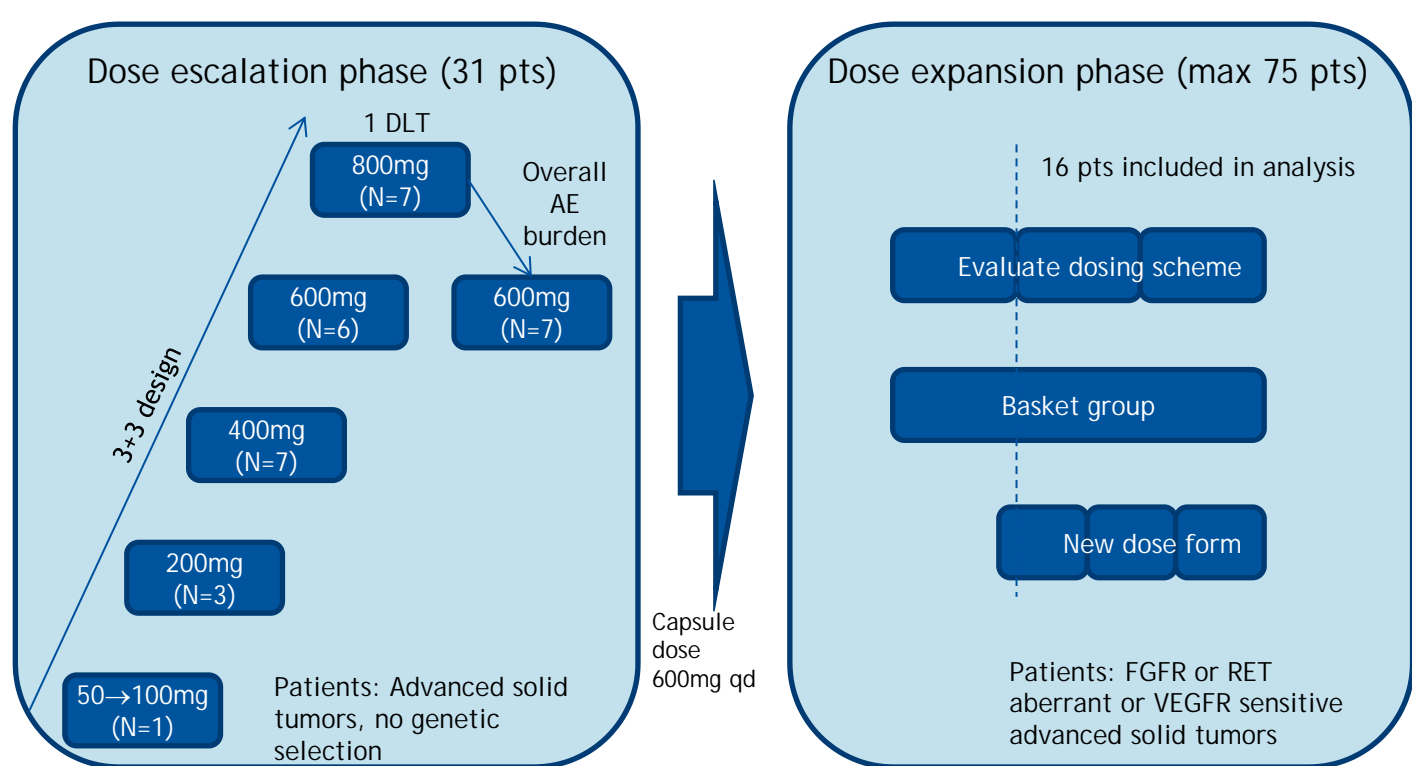 Dose escalation phase (31 pts)
1 DLT
800mg
(N=7)
Overall
AE
burden
600mg
(N=6)
600mg
(N=7)
3+3 design
400mg
(N=7)
200mg
(N=3)
50→100mg
(N=1)
Patients: Advanced solid
tumors, no genetic
selection
Capsule
dose
600mg qd
Dose expansion phase (max 75 pts)
16 pts included in analysis
Evaluate dosing scheme
Basket group
New dose form
Patients: FGFR or RET
aberrant or VEGFR sensitive
advanced solid tumors